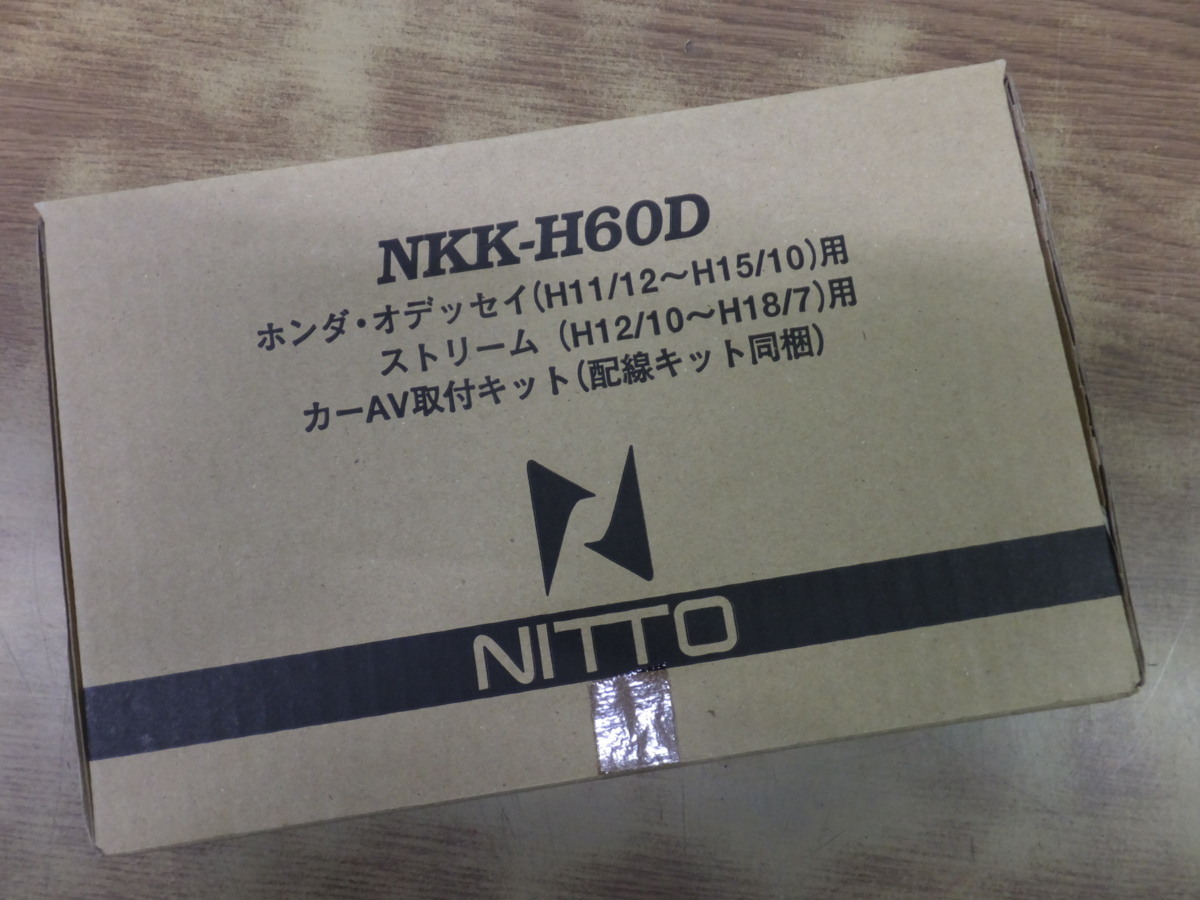 NKK-H60D
ホンダ・オデッセイ(H11/12〜H15/10)用
ストリーム (H12/10〜H18/7)用
カーAV取付キット(配線キット同梱)
NITTO